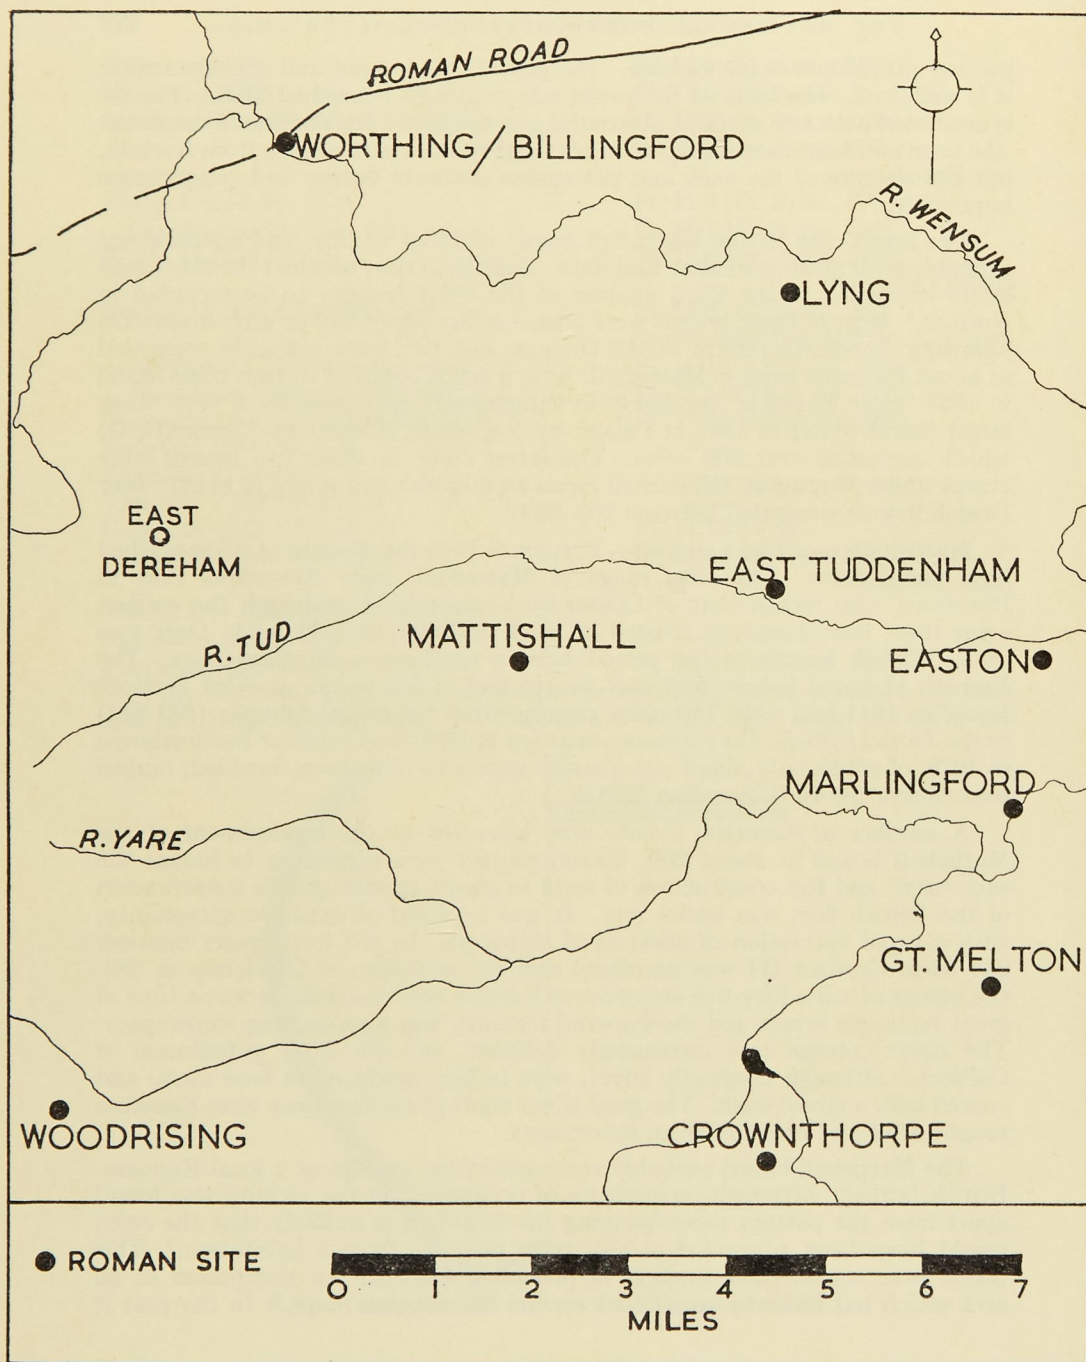 ROMAN ROAD
WORTHING/BILLINGFORD
R. WENSUM
LYNG
EAST
DEREHAM
EAST TUDDENHAM
R. TUD
MATTISHALL
EASTON
MARLINGFORD
R. YARE
GT. MELTON
WOODRISING
CROWNTHORPE
ROMAN SITE
0 1 2 3 4 5 6 7
MILES